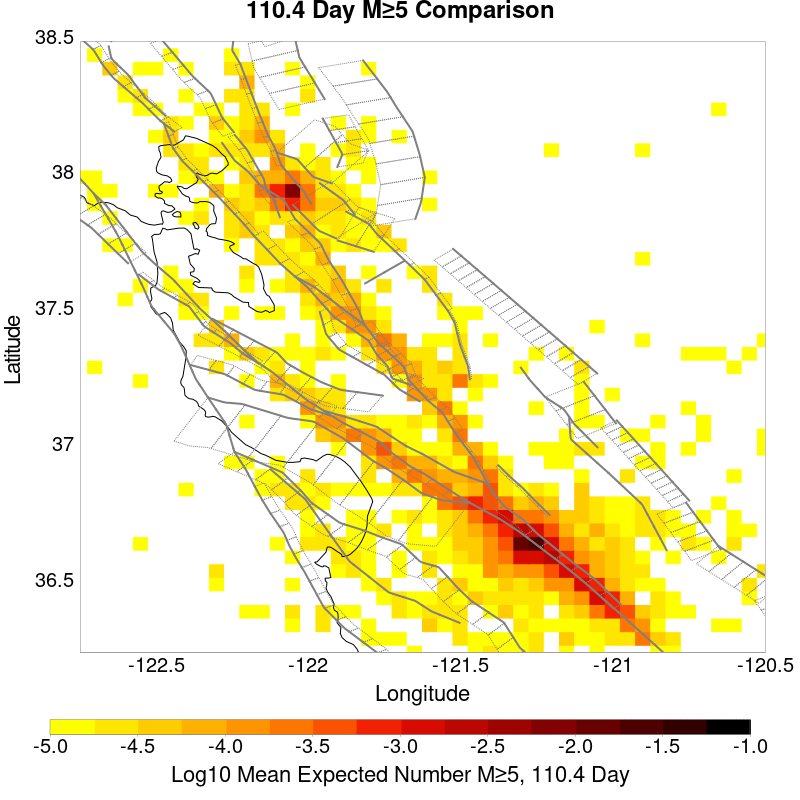 110.4 Day M≥5 Comparison
38.5
38
37.5
37
36.5
Latitude
-122.5 -122 -121.5 -121 -120.5
Longitude
-5.0 -4.5 -4.0 -3.5 -3.0 -2.5 -2.0 -1.5 -1.0
Log10 Mean Expected Number M≥5, 110.4 Day